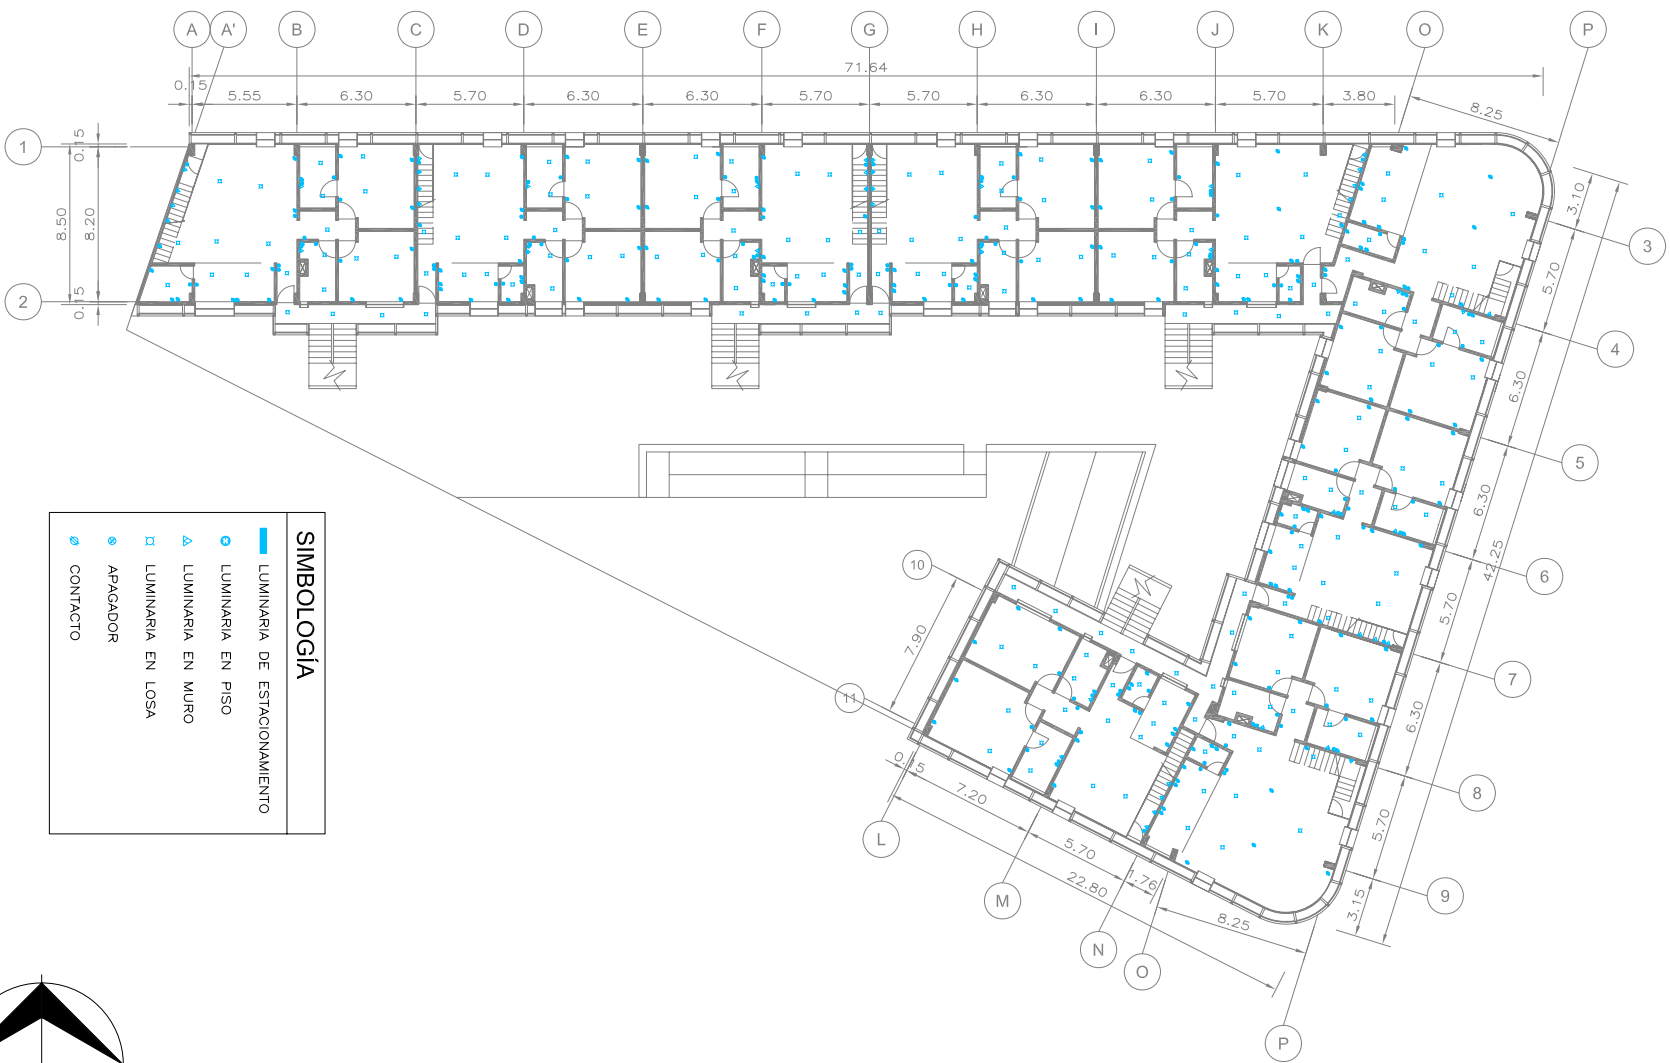 A A' B C D E F G H I J K O P
71.64
0.15 5.55 6.30 5.70 6.30 6.30 5.70 5.70 6.30 6.30 5.70 3.80 8.25
1
0.15
8.50 8.20
2
0.15
3.10
3
5.70
4
6.30
5
6.30
42.25
6
5.70
7
6.30
8
5.70
9
3.15
10
7.90
11
0.15
7.20
5.70
1.76
22.80
8.25
L
M
N
O
P
SIMBOLOGÍA
LUMINARIA DE ESTACIONAMIENTO
LUMINARIA EN PISO
LUMINARIA EN MURO
LUMINARIA EN LOSA
APAGADOR
CONTACTO